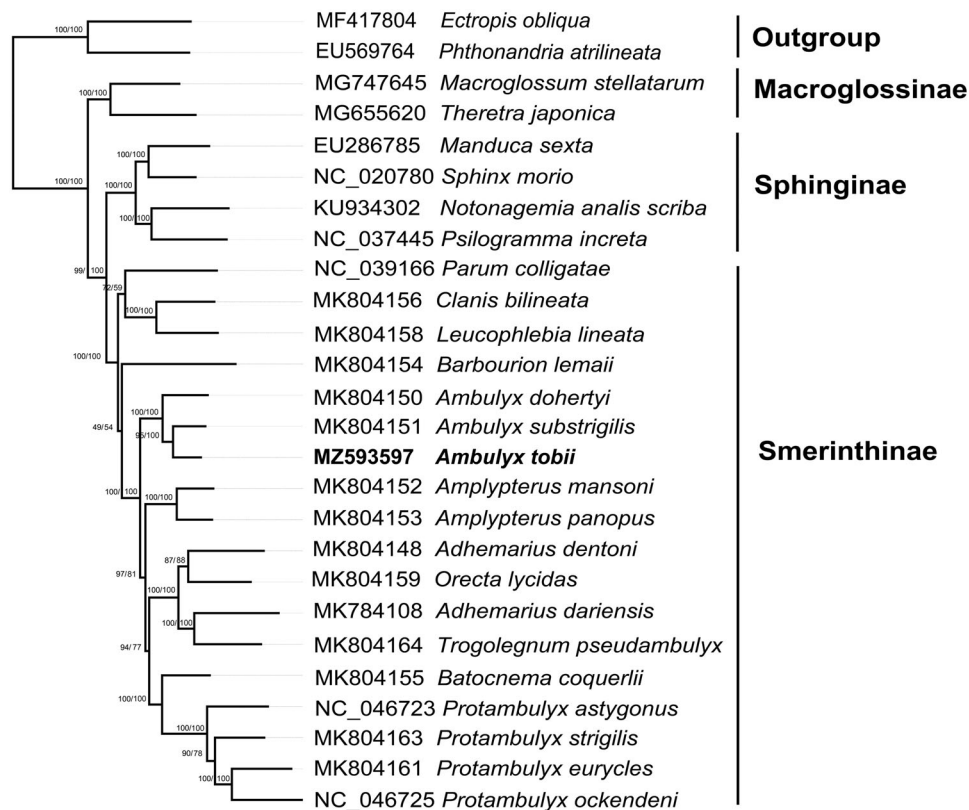 100/100
MF417804 Ectropis obliqua
EU569764 Phthonandria atrilineata
Outgroup
100/100
MG747645 Macroglossum stellatarum
MG655620 Theretra japonica
Macroglossinae
100/100
100/100
100/100
EU286785 Manduca sexta
NC_020780 Sphinx morio
100/100
KU934302 Notonagemia analis scriba
NC_037445 Psilogramma increta
Sphinginae
99/100
72/59
NC_039166 Parum colligatae
100/100
MK804156 Clanis bilineata
MK804158 Leucophlebia lineata
100/100
MK804154 Barbourion lemaii
49/54
100/100
MK804150 Ambulyx dohertyi
95/100
MK804151 Ambulyx substrigilis
MZ593597 Ambulyx tobii
Smerinthinae
100/100
100/100
MK804152 Amplypterus mansoni
MK804153 Amplypterus panopus
97/81
87/88
MK804148 Adhemarius dentoni
MK804159 Orecta lycidas
100/100
100/100
MK784108 Adhemarius dariensis
MK804164 Trogolegnum pseudambulyx
94/77
100/100
MK804155 Batocnema coquerlii
100/100
NC_046723 Protambulyx astygonus
90/78
MK804163 Protambulyx strigilis
100/100
MK804161 Protambulyx eurycles
NC_046725 Protambulyx ockendeni